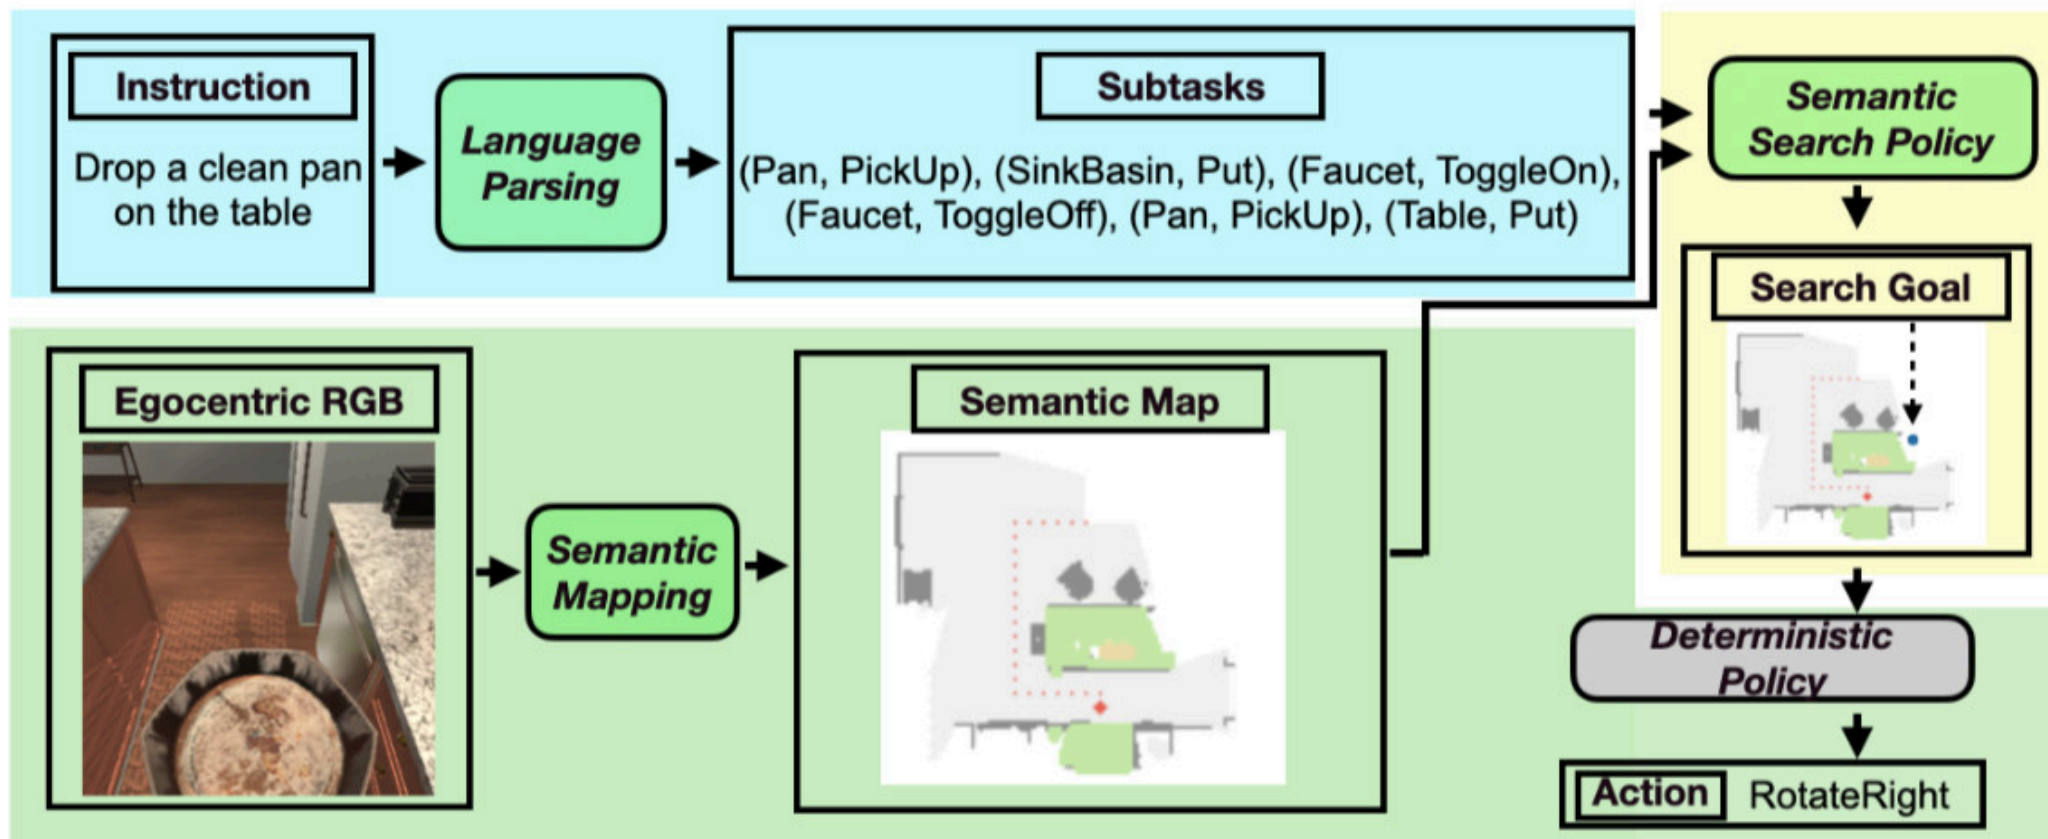 Instruction
Drop a clean pan
on the table
Language
Parsing
Subtasks
(Pan, PickUp), (SinkBasin, Put), (Faucet, ToggleOn),
(Faucet, ToggleOff), (Pan, PickUp), (Table, Put)
Semantic
Search Policy
Search Goal
Egocentric RGB
Semantic
Mapping
Semantic Map
Deterministic
Policy
Action
RotateRight